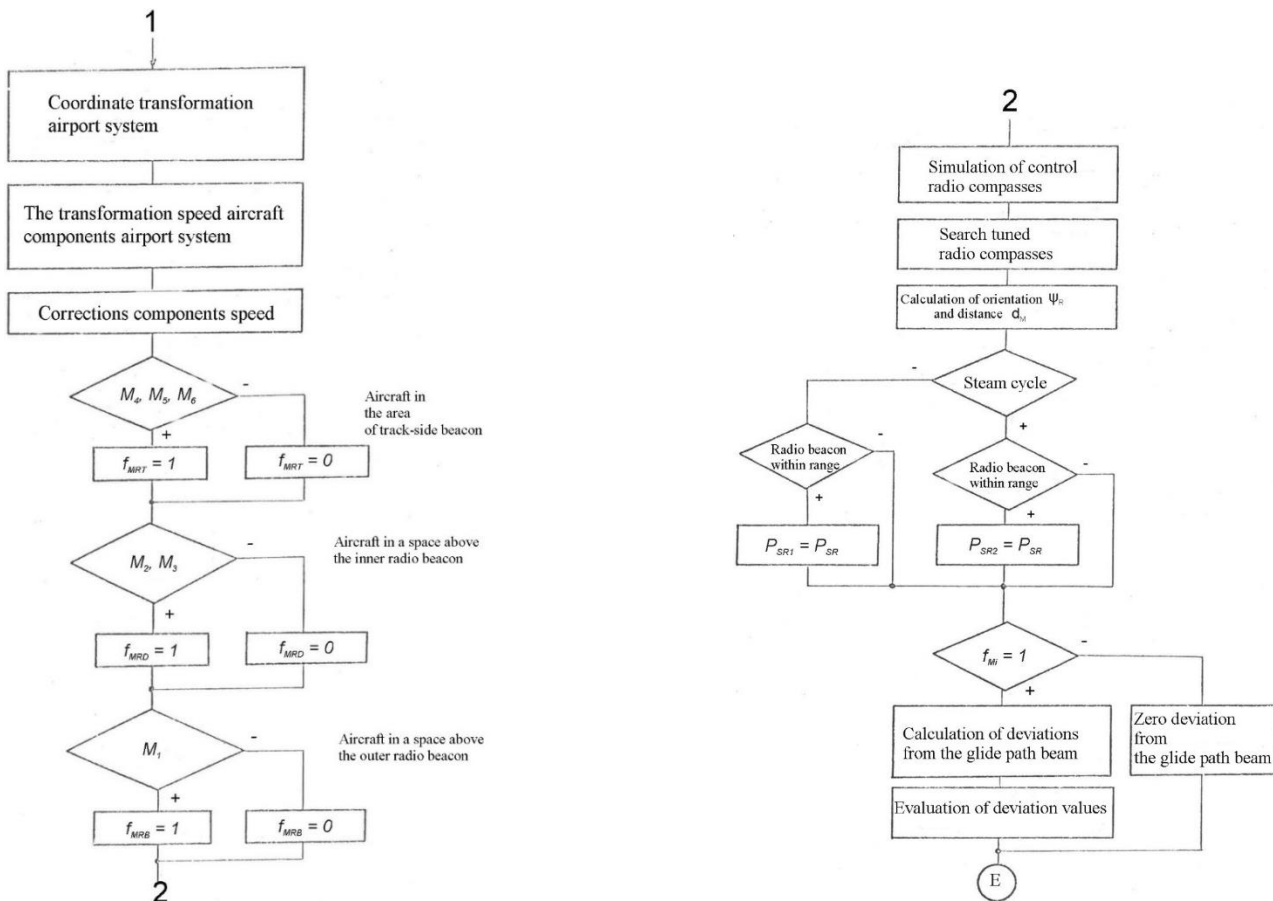 1
Coordinate transformation
airport system
The transformation speed aircraft
components airport system
Corrections components speed
M4, M5, M6
-
Aircraft in
the area
of track-side beacon
+
fMRT = 1
fMRT = 0
M2, M3
-
Aircraft in a space above
the inner radio beacon
+
fMRD = 1
fMRD = 0
M1
-
Aircraft in a space above
the outer radio beacon
+
fMRB = 1
fMRB = 0
2
2
Simulation of control
radio compasses
Search tuned
radio compasses
Calculation of orientation ΨR
and distance dM
-
Steam cycle
+
Radio beacon
within range
-
+
Radio beacon
within range
-
+
PSR1 = PSR
PSR2 = PSR
fMi = 1
-
+
Calculation of deviations
from the glide path beam
Zero deviation
from
the glide path beam
Evaluation of deviation values
E